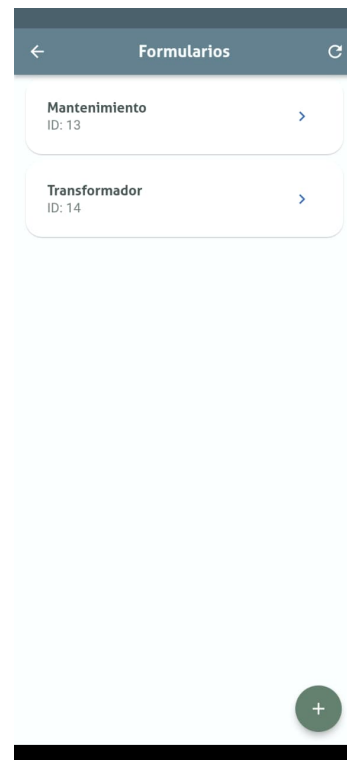 Formularios
Mantenimiento
ID: 13
Transformador
ID: 14
+